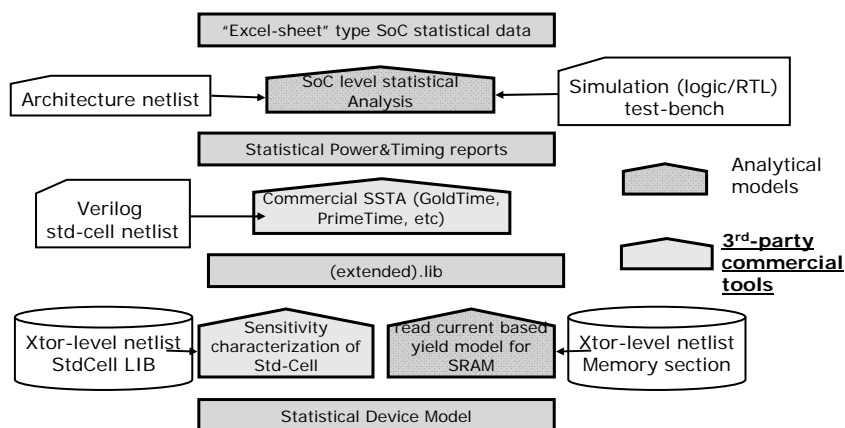 “Excel-sheet” type SoC statistical data
Architecture netlist
SoC level statistical
Analysis
Simulation (logic/RTL)
test-bench
Statistical Power&Timing reports
Analytical
models
Verilog
std-cell netlist
Commercial SSTA (GoldTime,
PrimeTime, etc)
3rd-party
commercial
tools
(extended).lib
Xtor-level netlist
StdCell LIB
Sensitivity
characterization of
Std-Cell
read current based
yield model for
SRAM
Xtor-level netlist
Memory section
Statistical Device Model